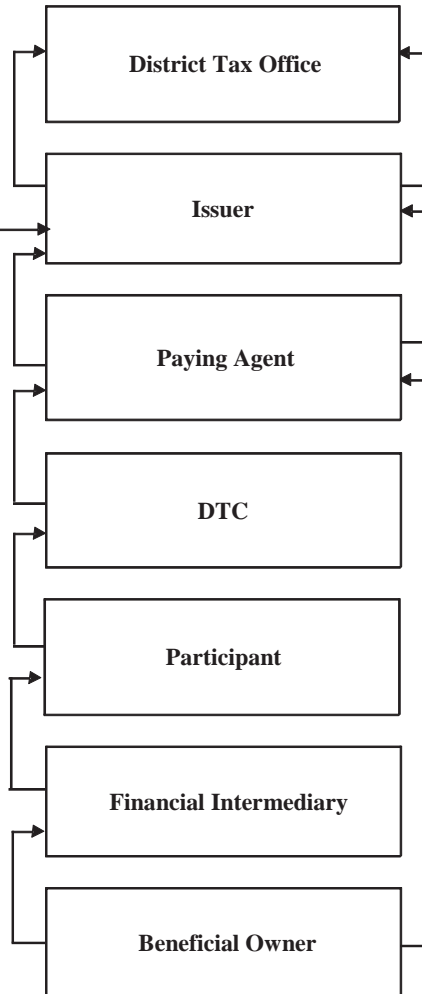 District Tax Office
Issuer
Paying Agent
DTC
Participant
Financial Intermediary
Beneficial Owner